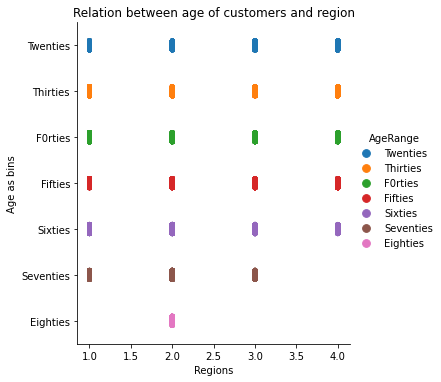 Relation between age of customers and region
Age as bins
Twenties
Thirties
F0rties
Fifties
Sixties
Seventies
Eighties
1.0 1.5 2.0 2.5 3.0 3.5 4.0
Regions
AgeRange
Twenties
Thirties
F0rties
Fifties
Sixties
Seventies
Eighties